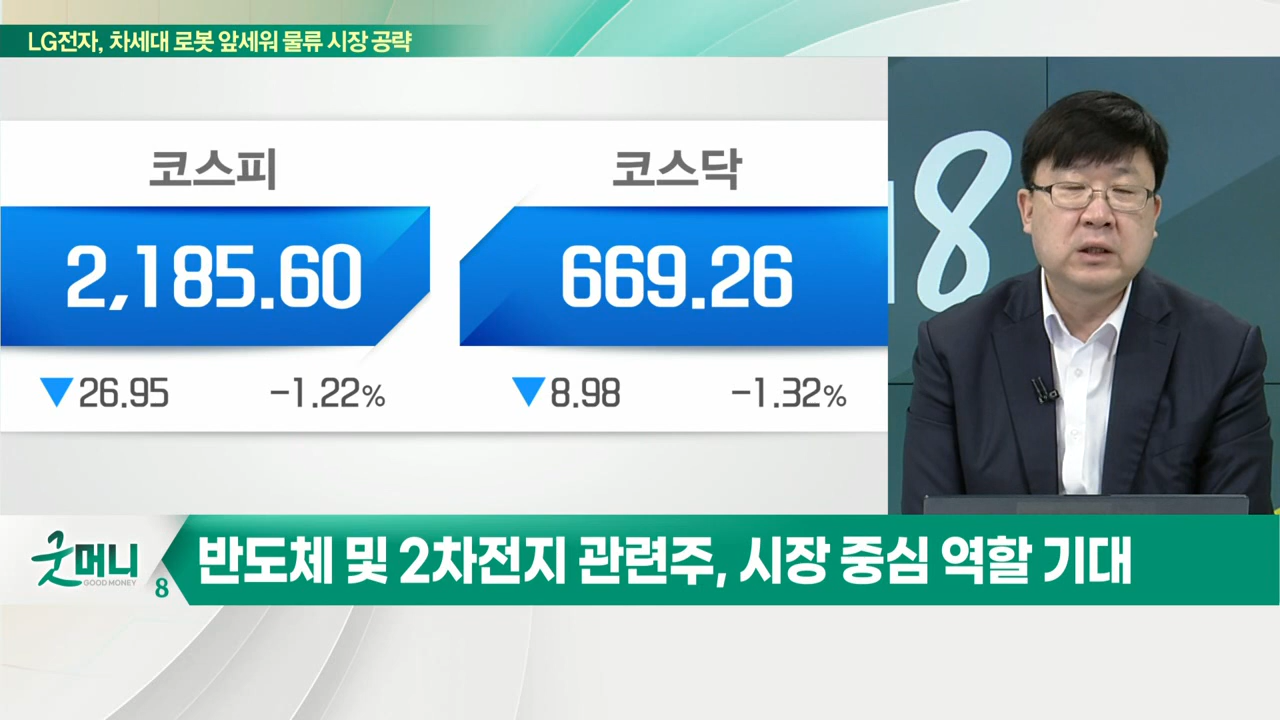 LG전자, 차세대 로봇 앞세워 물류 시장 공략
코스피
2,185.60
▼26.95 -1.22%
코스닥
669.26
▼8.98 -1.32%
8
굿머니
GOOD MONEY
8
반도체 및 2차전지 관련주, 시장 중심 역할 기대